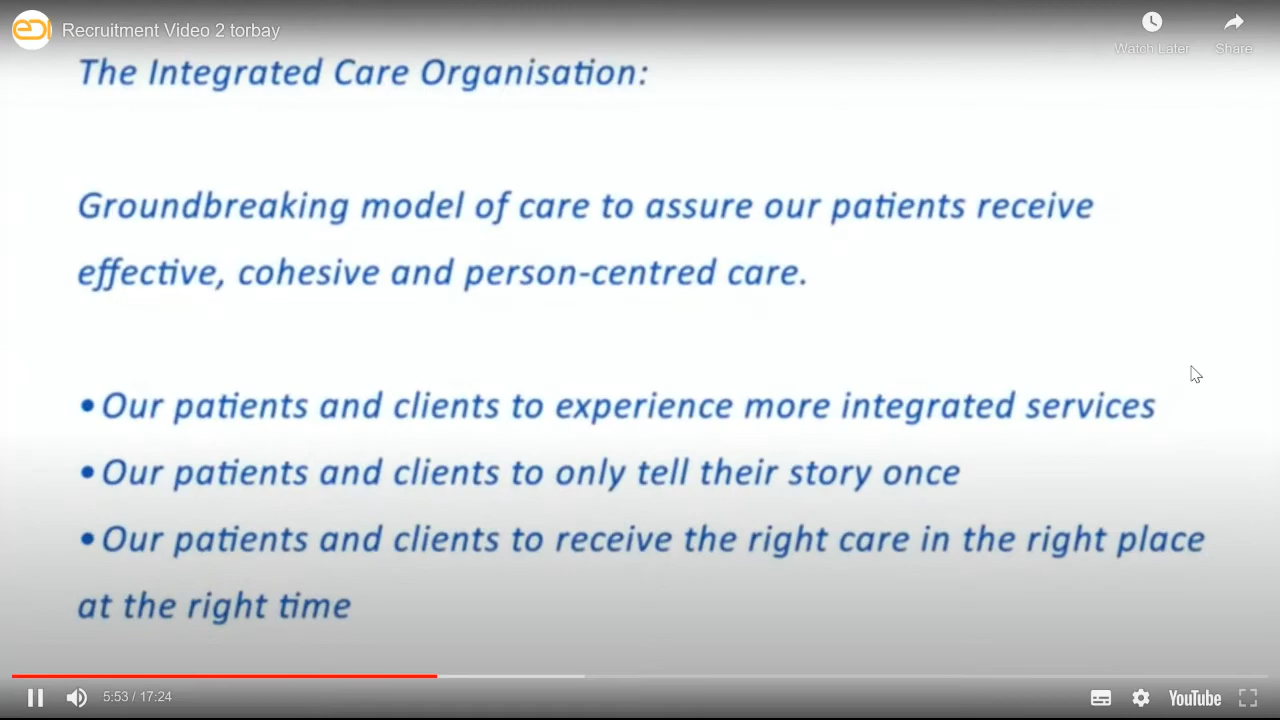 Recruitment Video 2 torbay
Watch Later
Share
The Integrated Care Organisation:
Groundbreaking model of care to assure our patients receive
effective, cohesive and person-centred care.
•Our patients and clients to experience more integrated services
•Our patients and clients to only tell their story once
•Our patients and clients to receive the right care in the right place
at the right time
5:53 / 17:24
YouTube